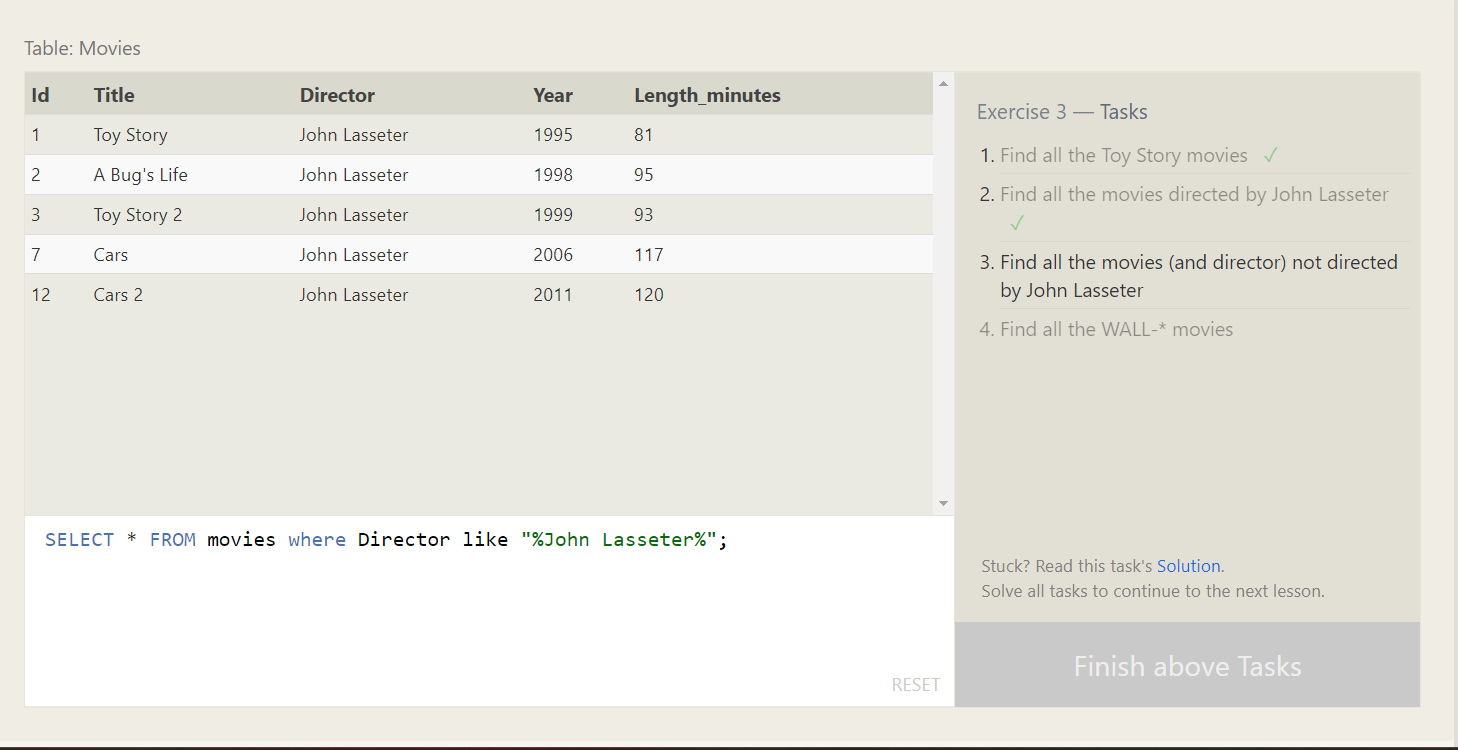 Table: Movies
Id Title Director Year Length_minutes
1 Toy Story John Lasseter 1995 81
2 A Bug's Life John Lasseter 1998 95
3 Toy Story 2 John Lasseter 1999 93
7 Cars John Lasseter 2006 117
12 Cars 2 John Lasseter 2011 120
SELECT * FROM movies where Director like "%John Lasseter%";
RESET
Exercise 3 — Tasks
1. Find all the Toy Story movies ✓
2. Find all the movies directed by John Lasseter
✓
3. Find all the movies (and director) not directed
by John Lasseter
4. Find all the WALL-* movies
Stuck? Read this task's Solution.
Solve all tasks to continue to the next lesson.
Finish above Tasks